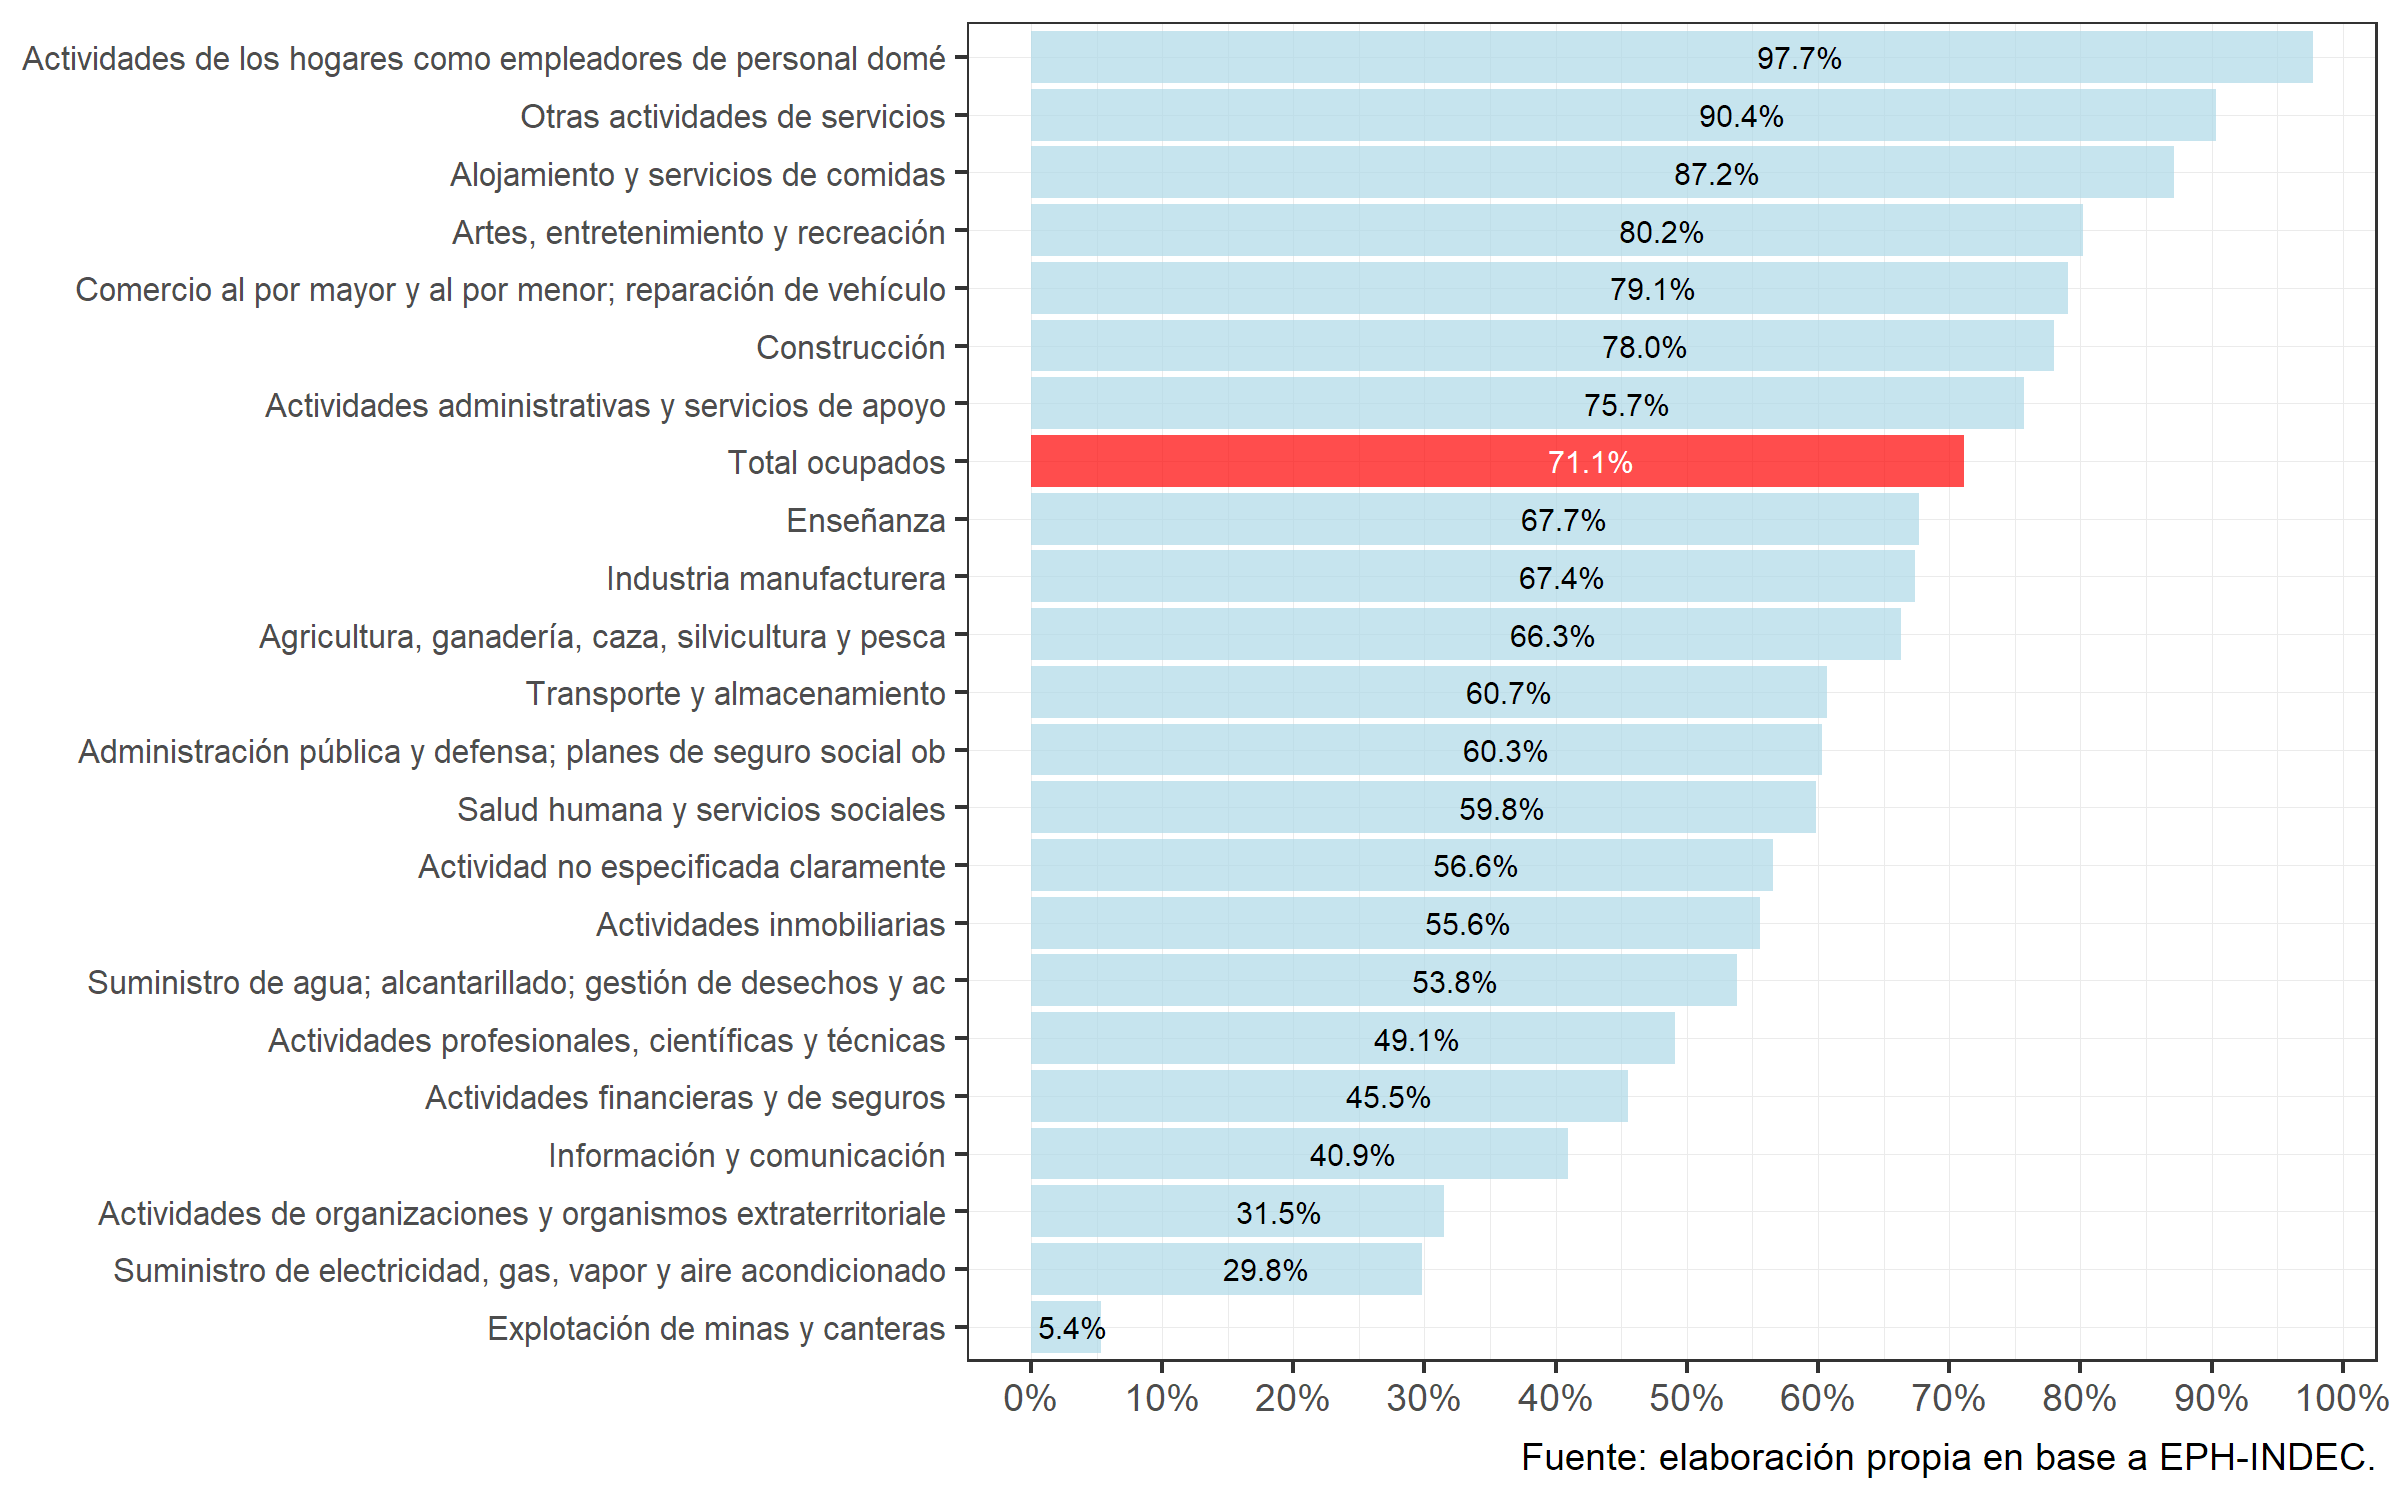 Actividades de los hogares como empleadores de personal domé 97.7%
Otras actividades de servicios 90.4%
Alojamiento y servicios de comidas 87.2%
Artes, entretenimiento y recreación 80.2%
Comercio al por mayor y al por menor; reparación de vehículo 79.1%
Construcción 78.0%
Actividades administrativas y servicios de apoyo 75.7%
Total ocupados 71.1%
Enseñanza 67.7%
Industria manufacturera 67.4%
Agricultura, ganadería, caza, silvicultura y pesca 66.3%
Transporte y almacenamiento 60.7%
Administración pública y defensa; planes de seguro social ob 60.3%
Salud humana y servicios sociales 59.8%
Actividad no especificada claramente 56.6%
Actividades inmobiliarias 55.6%
Suministro de agua; alcantarillado; gestión de desechos y ac 53.8%
Actividades profesionales, científicas y técnicas 49.1%
Actividades financieras y de seguros 45.5%
Información y comunicación 40.9%
Actividades de organizaciones y organismos extraterritoriale 31.5%
Suministro de electricidad, gas, vapor y aire acondicionado 29.8%
Explotación de minas y canteras 5.4%
0% 10% 20% 30% 40% 50% 60% 70% 80% 90% 100%
Fuente: elaboración propia en base a EPH-INDEC.